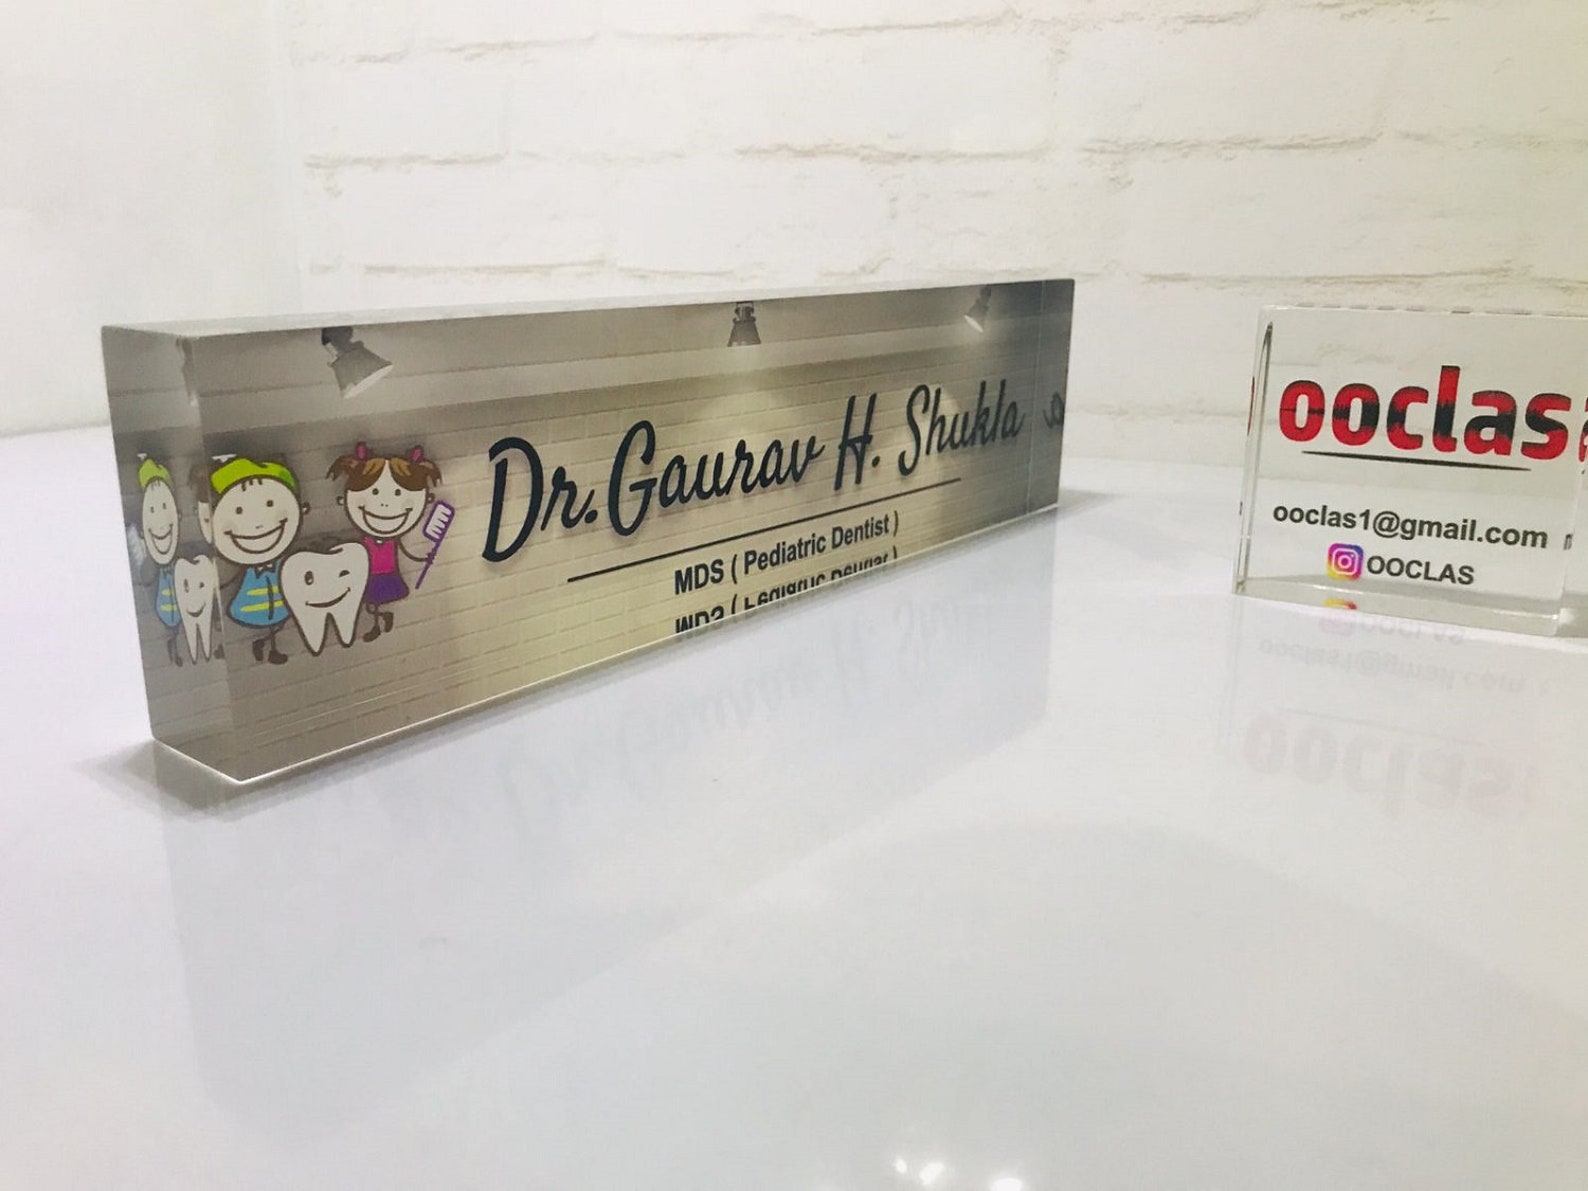 Dr. Gaurav H. Shukla
MDS ( Pediatric Dentist )
ooclas
ooclas1@gmail.com
OOCLAS